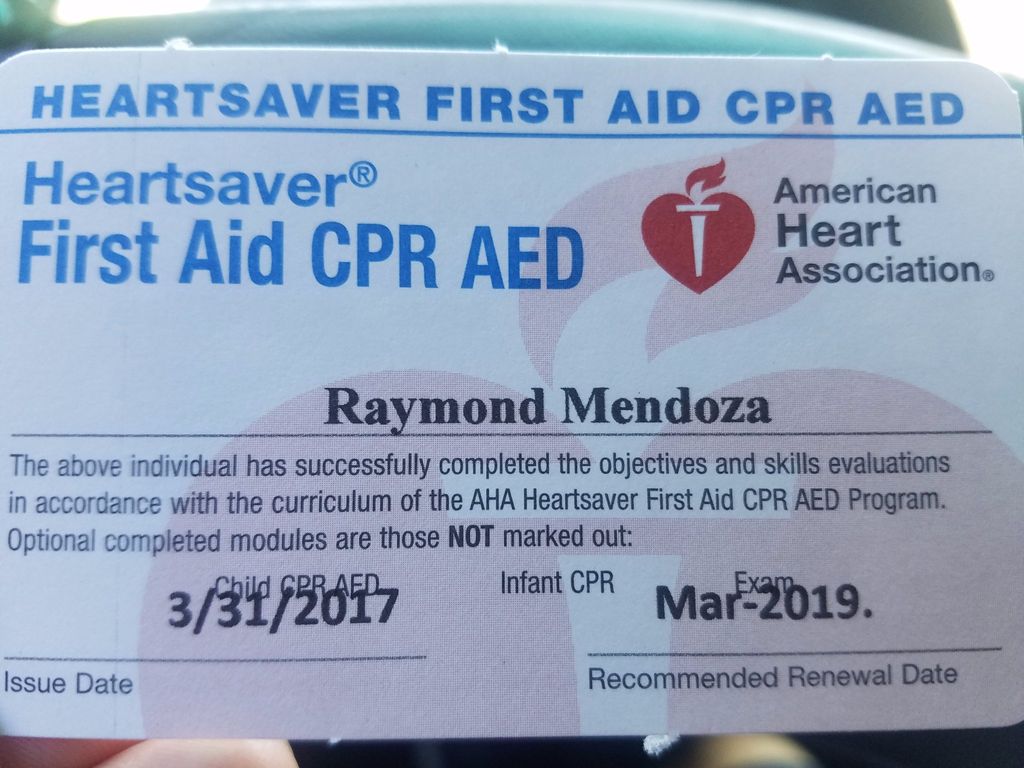 HEARTSAVER FIRST AID CPR AED
Heartsaver®
First Aid CPR AED
American
Heart
Association®
Raymond Mendoza
The above individual has successfully completed the objectives and skills evaluations
in accordance with the curriculum of the AHA Heartsaver First Aid CPR AED Program.
Optional completed modules are those NOT marked out:
Child CPR AED Infant CPR Exam
3/31/2017 Mar-2019.
Issue Date Recommended Renewal Date